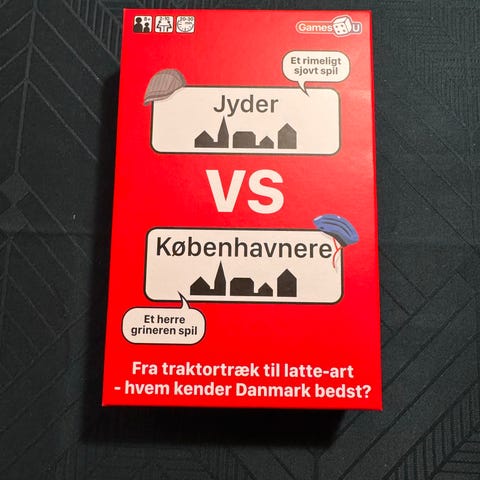 Games U
Et rimeligt
sjovt spil
Jyder
VS
Københavnere
Et herre
grineren spil
Fra traktortræk til latte-art
- hvem kender Danmark bedst?